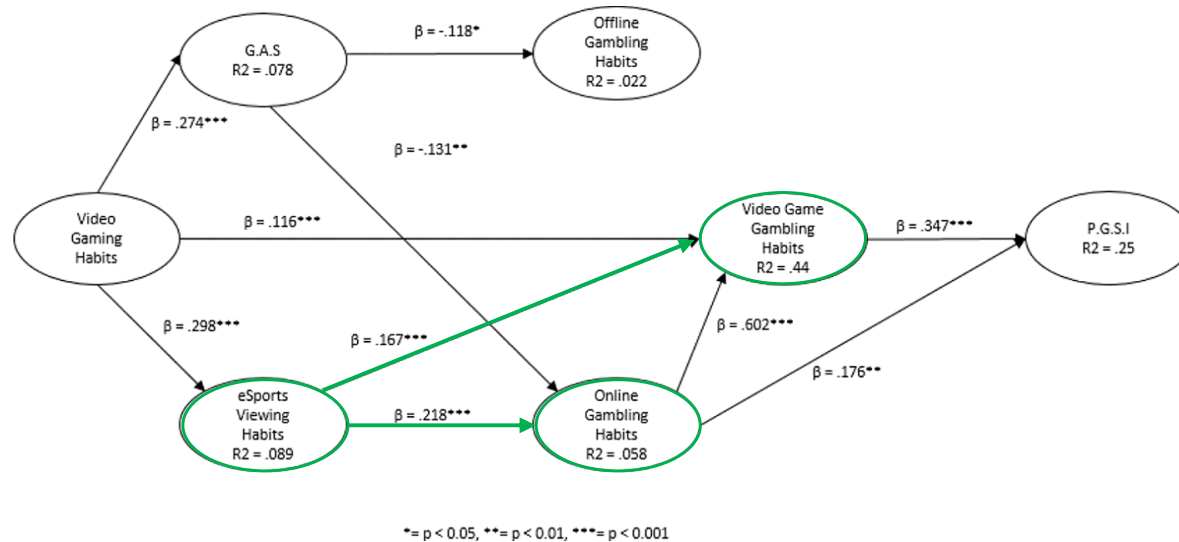 G.A.S
R2 = .078
β = -.118*
Offline
Gambling
Habits
R2 = .022
β = .274***
β = -.131**
Video
Gaming
Habits
β = .116***
Video Game
Gambling
Habits
R2 = .44
β = .347***
P.G.S.I
R2 = .25
β = .298***
β = .167***
β = .602***
β = .176**
eSports
Viewing
Habits
R2 = .089
β = .218***
Online
Gambling
Habits
R2 = .058
*= p < 0.05, **= p < 0.01, ***= p < 0.001